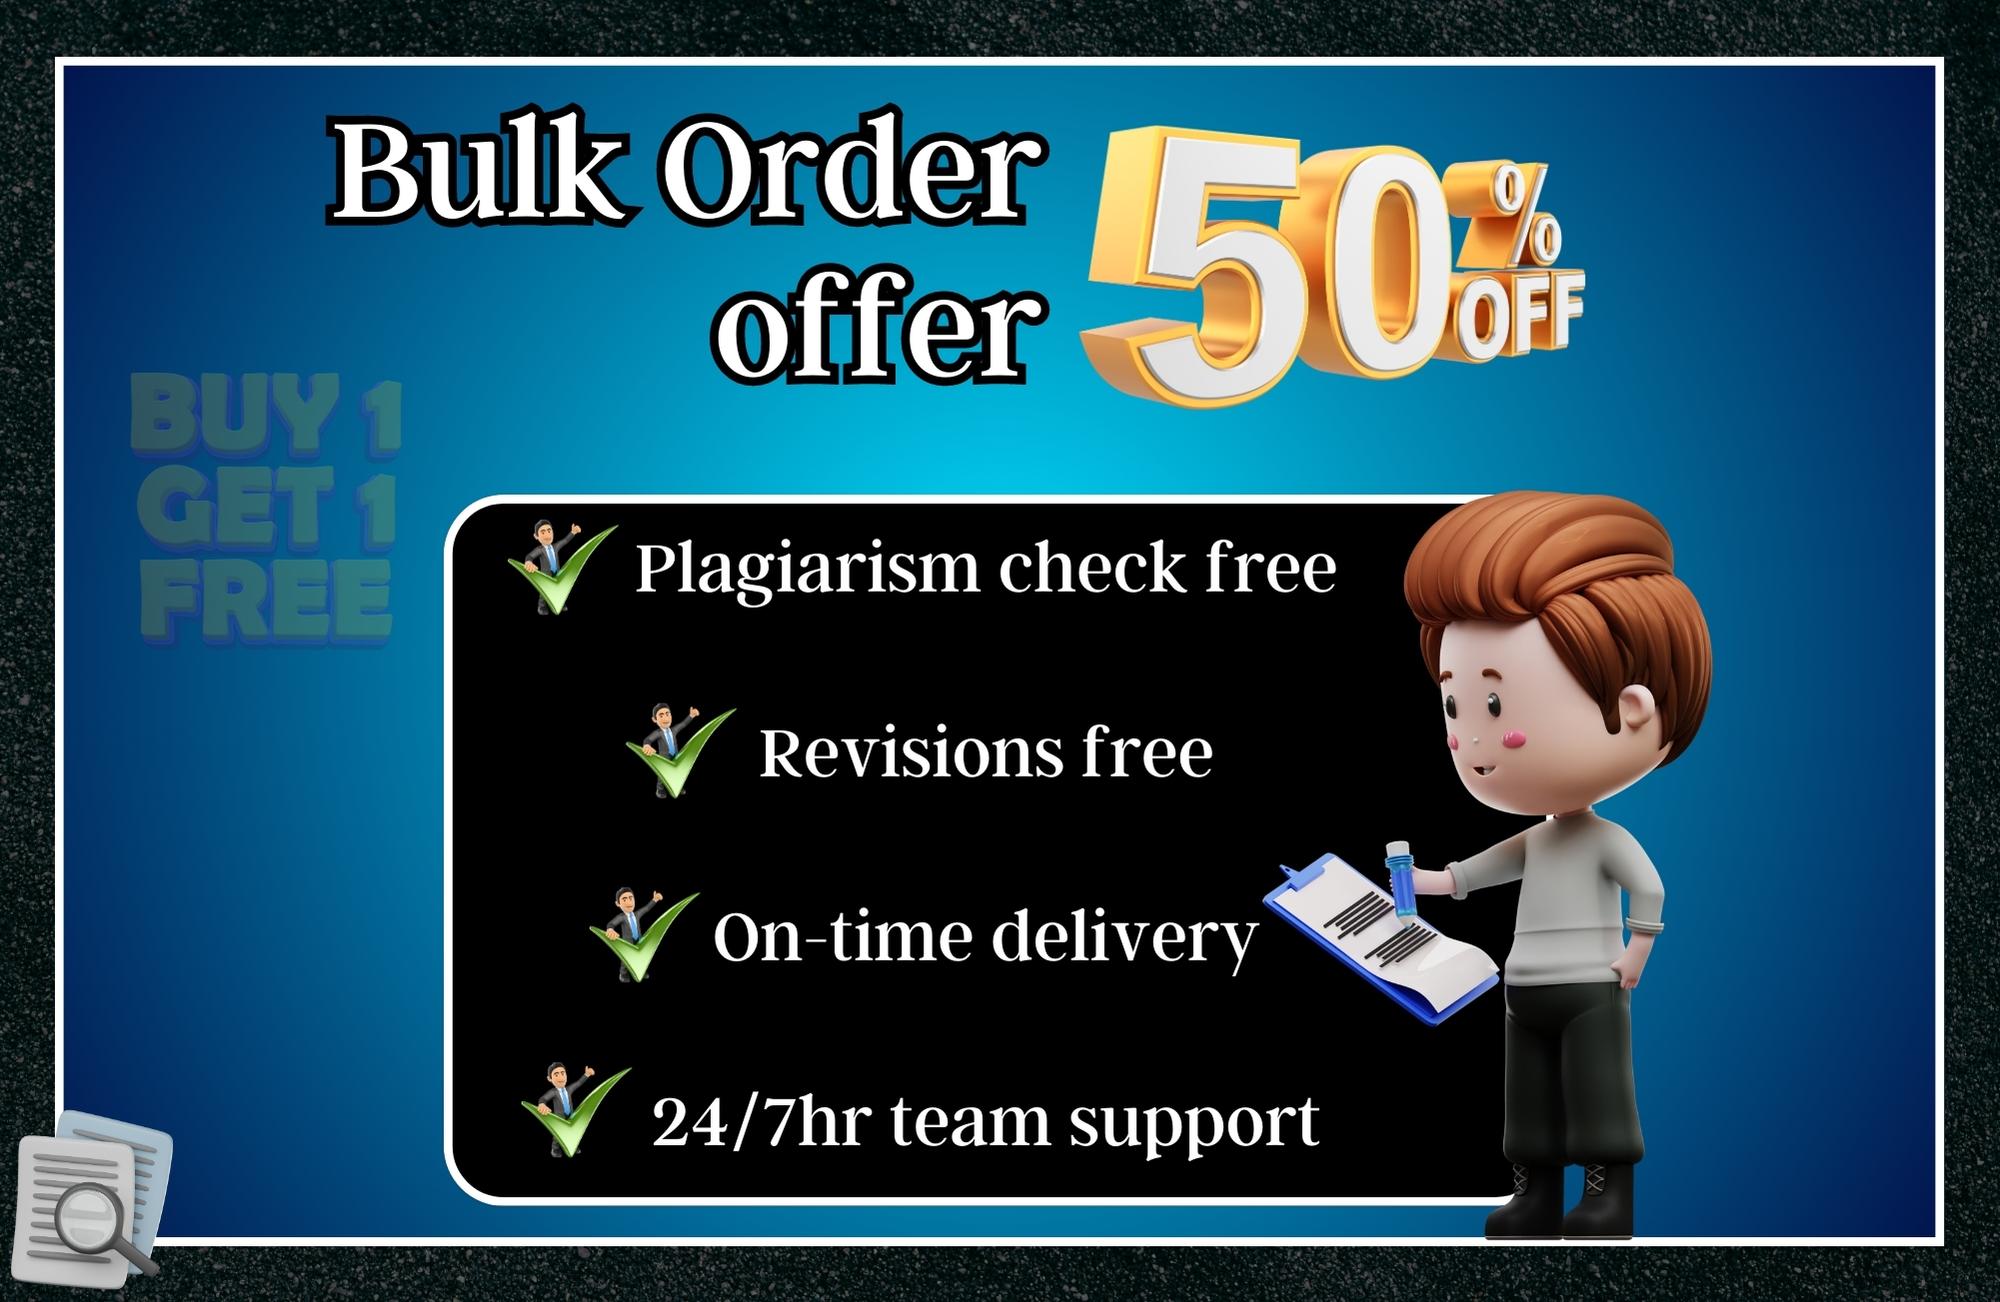 Bulk Order
offer
50% OFF
BUY 1
GET 1
FREE
Plagiarism check free
Revisions free
On-time delivery
24/7hr team support